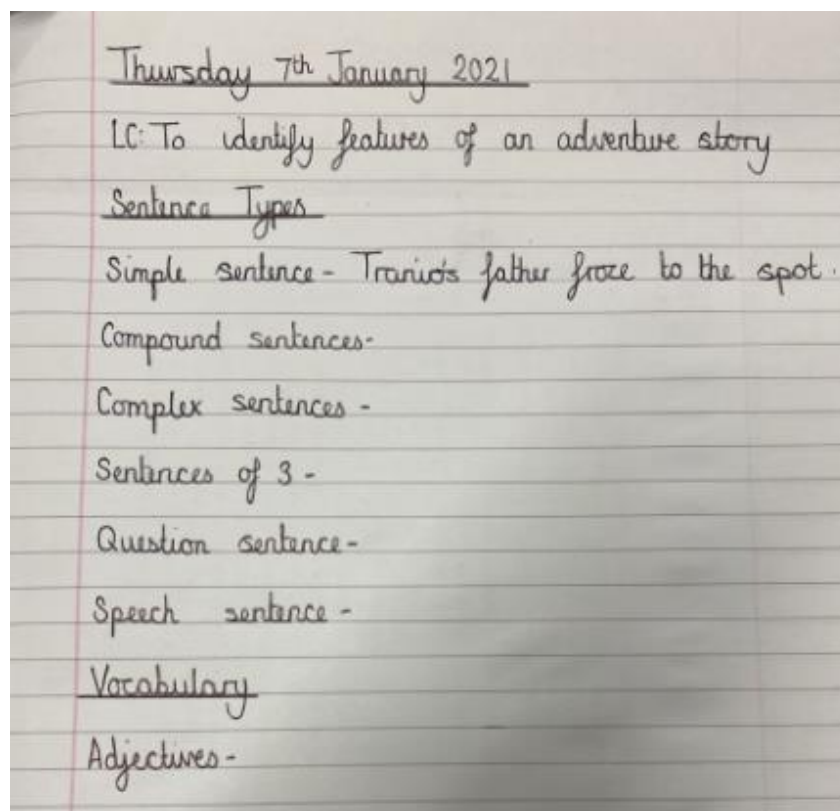 Thursday 7th January 2021
LC: To identify features of an adventure story
Sentence Types
Simple sentence - Tranio's father froze to the spot.
Compound sentences-
Complex sentences -
Sentences of 3 -
Question sentence -
Speech sentence -
Vocabulary
Adjectives -